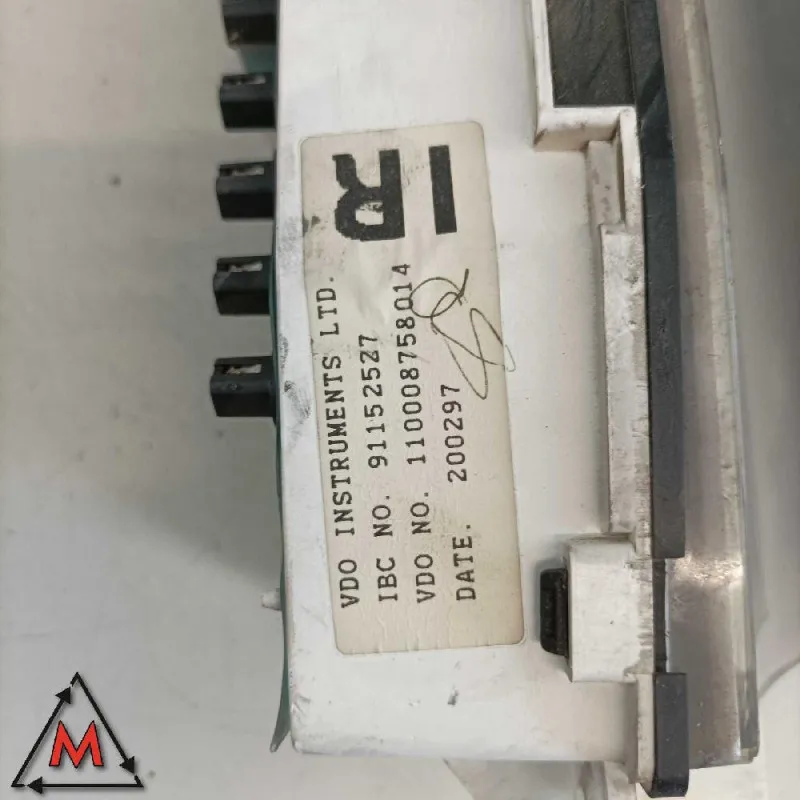 IR
VDO INSTRUMENTS LTD.
IBC NO. 91152527
VDO NO. 110008758014
DATE. 200297
M